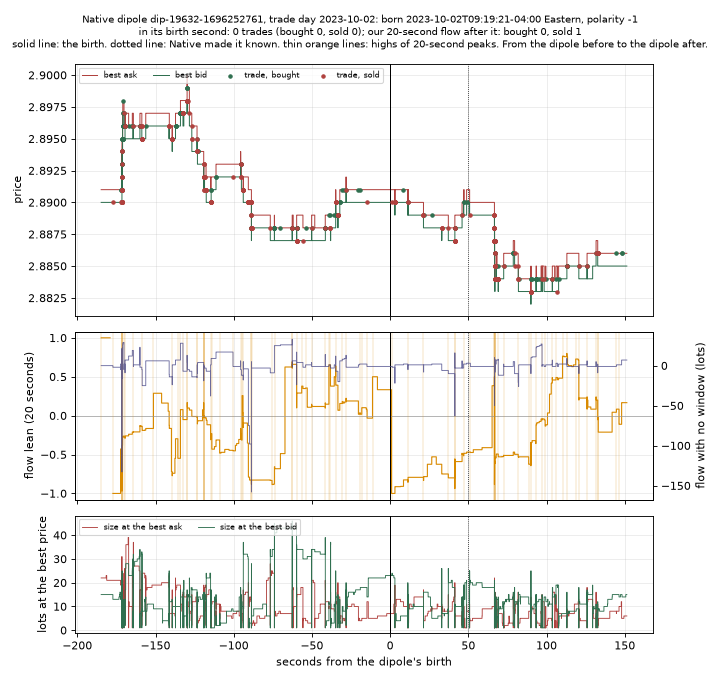 Native dipole dip-19632-1696252761, trade day 2023-10-02: born 2023-10-02T09:19:21-04:00 Eastern, polarity -1
in its birth second: 0 trades (bought 0, sold 0); our 20-second flow after it: bought 0, sold 1
solid line: the birth. dotted line: Native made it known. thin orange lines: highs of 20-second peaks. From the dipole before to the dipole after.
best ask best bid trade, bought trade, sold
2.9000
2.8975
2.8950
2.8925
2.8900
2.8875
2.8850
2.8825
price
1.0
0.5
0.0
−0.5
−1.0
flow lean (20 seconds)
0
−50
−100
−150
flow with no window (lots)
size at the best ask size at the best bid
40
30
20
10
0
lots at the best price
−200 −150 −100 −50 0 50 100 150
seconds from the dipole's birth